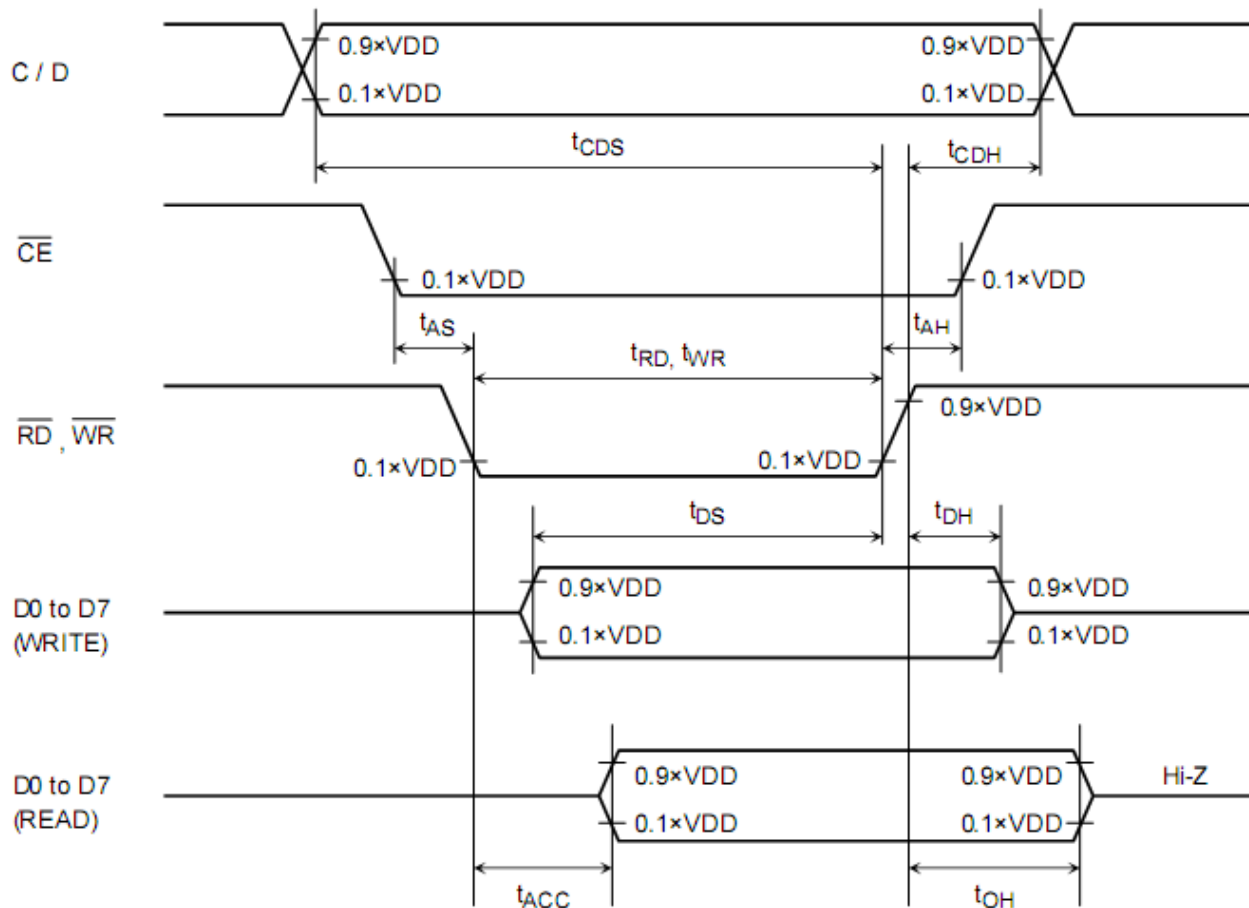 C / D
0.9×VDD
0.9×VDD
0.1×VDD
0.1×VDD
tCDS
tCDH
CE
0.1×VDD
0.1×VDD
tAS
tRD, tWR
tAH
RD , WR
0.9×VDD
0.1×VDD
0.1×VDD
tDS
tDH
D0 to D7
(WRITE)
0.9×VDD
0.9×VDD
0.1×VDD
0.1×VDD
D0 to D7
(READ)
0.9×VDD
0.9×VDD
Hi-Z
0.1×VDD
0.1×VDD
tACC
tOH